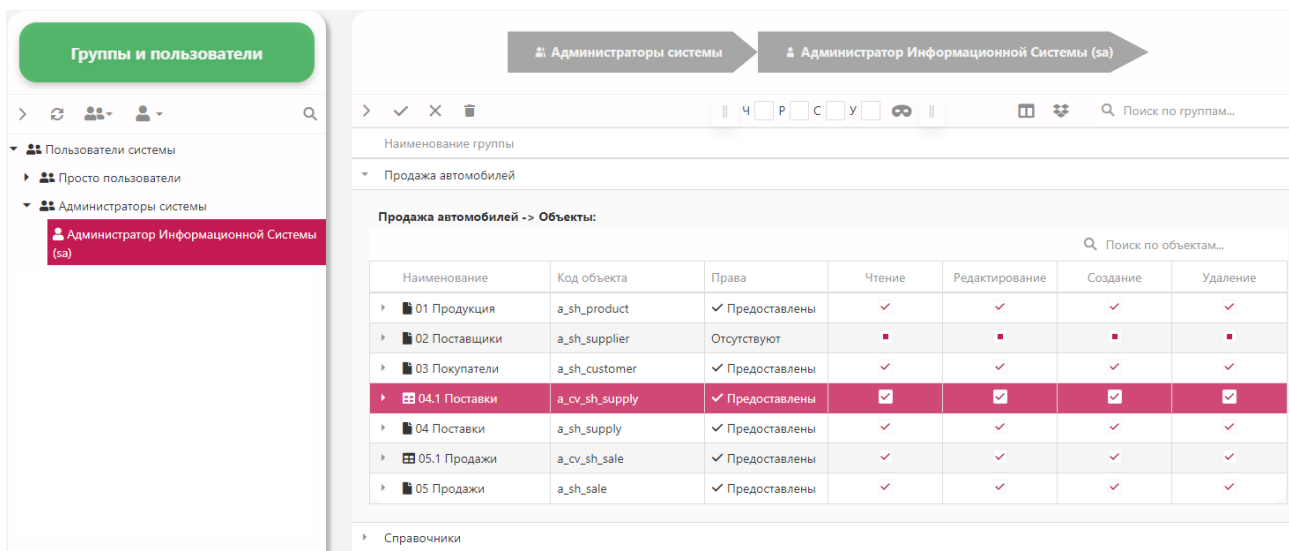 Группы и пользователи
Администраторы системы
Администратор Информационной Системы (sa)
Ч Р С У
Поиск по группам...
Пользователи системы
Просто пользователи
Администраторы системы
Администратор Информационной Системы
(sa)
Наименование группы
Продажа автомобилей
Продажа автомобилей -> Объекты:
Поиск по объектам...
Наименование Код объекта Права Чтение Редактирование Создание Удаление
01 Продукция a_sh_product Предоставлены
02 Поставщики a_sh_supplier Отсутствуют
03 Покупатели a_sh_customer Предоставлены
04.1 Поставки a_cv_sh_supply Предоставлены
04 Поставки a_sh_supply Предоставлены
05.1 Продажи a_cv_sh_sale Предоставлены
05 Продажи a_sh_sale Предоставлены
Справочники